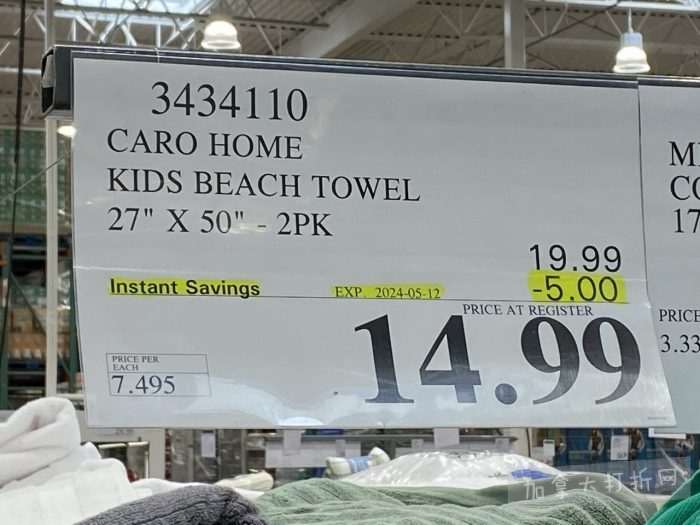 3434110
CARO HOME
KIDS BEACH TOWEL
27" X 50" - 2PK
19.99
Instant Savings EXP. 2024-05-12 -5.00
PRICE AT REGISTER
14.99
PRICE PER
EACH
7.495
17
PRICE
3.33
加拿大打折网